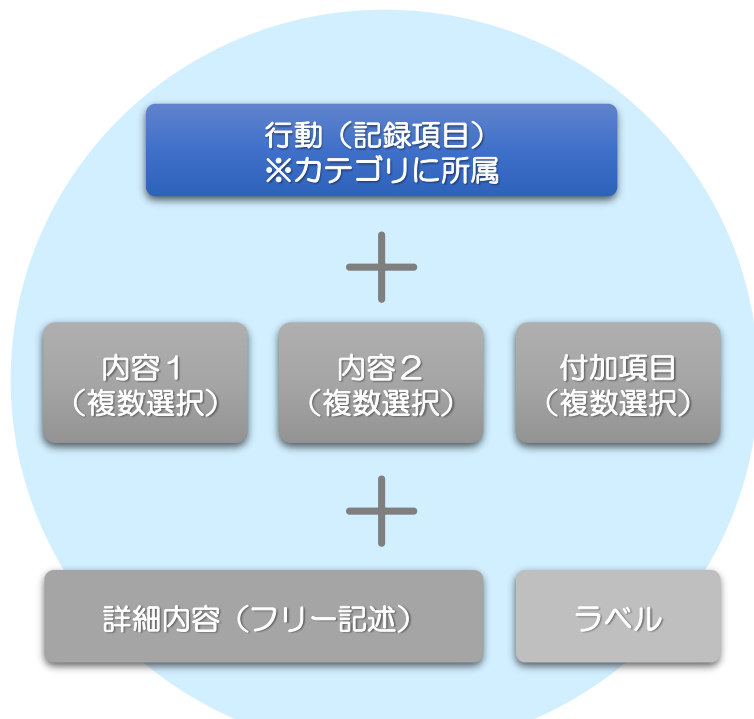 行動（記録項目）
※カテゴリに所属
内容１
（複数選択）
内容２
（複数選択）
付加項目
（複数選択）
詳細内容（フリー記述）
ラベル